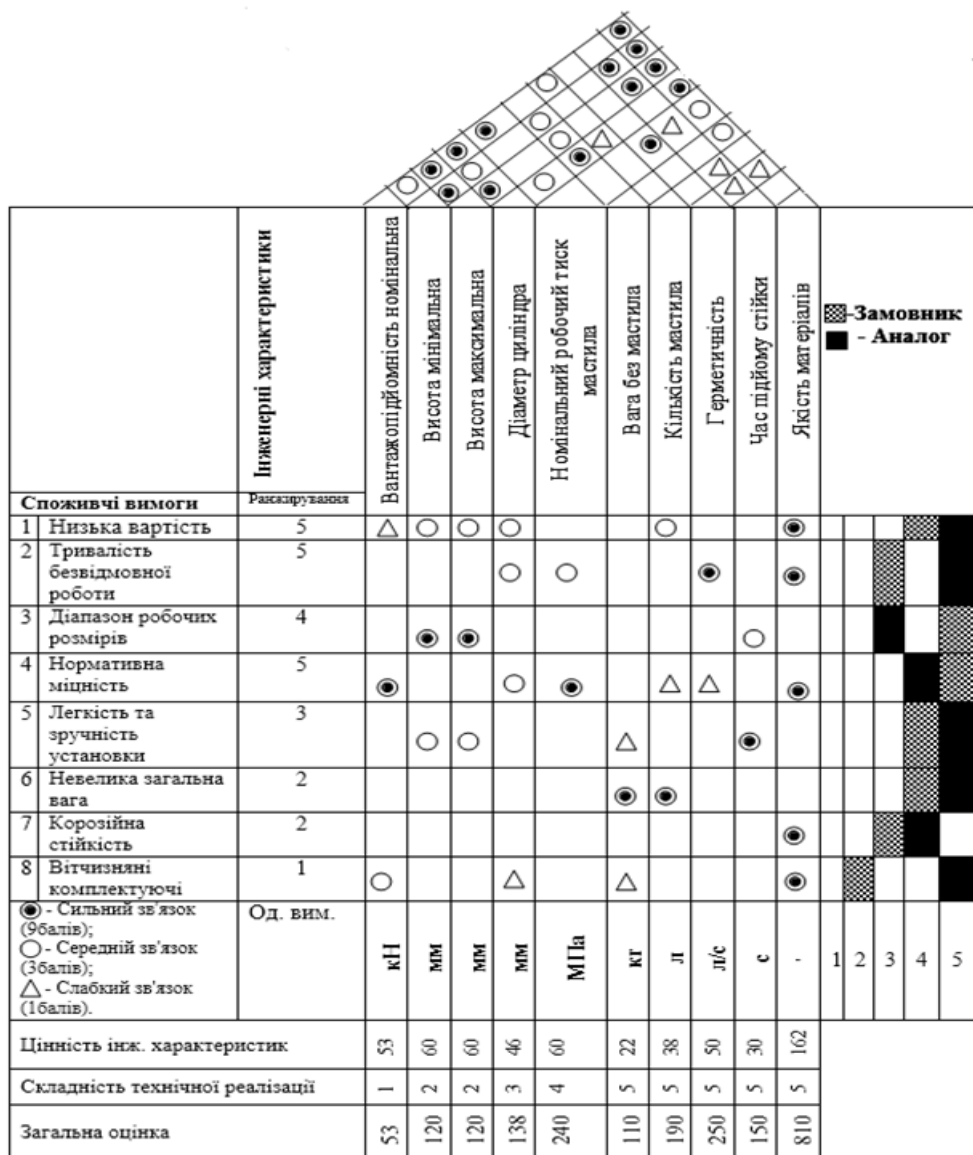 Інженерні характеристики
Вантажопідйомність номінальна
Висота мінімальна
Висота максимальна
Діаметр циліндра
Номінальний робочий тиск
мастила
Вага без мастила
Кількість мастила
Герметичність
Час підйому стійки
Якість матеріалів
-Замовник
- Аналог
Споживчі вимоги Ранжирування
1 Низька вартість 5
2 Тривалість 5
безвідмовної
роботи
3 Діапазон робочих 4
розмірів
4 Нормативна 5
міцність
5 Легкість та 3
зручність
установки
6 Невелика загальна 2
вага
7 Корозійна 2
стійкість
8 Вітчизняні 1
комплектуючі
- Сильний зв'язок
(9балів);
- Середній зв'язок
(3балів);
- Слабкий зв'язок
(1балів).
Од. вим.
кН мм мм мм МПа кг л л/с с - 1 2 3 4 5
Цінність інж. характеристик 53 60 60 46 60 22 38 50 30 162
Складність технічної реалізації 1 2 2 3 4 5 5 5 5 5
Загальна оцінка 53 120 120 138 240 110 190 250 150 810